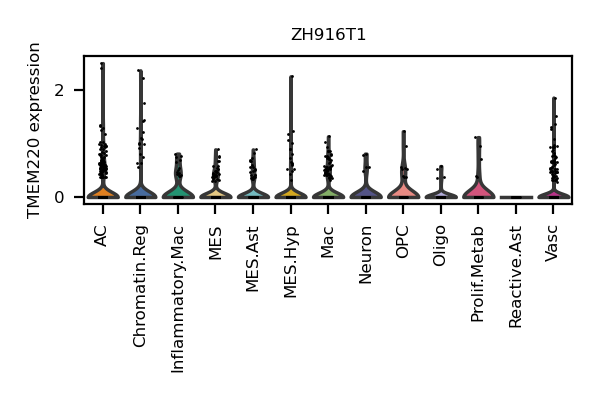 ZH916T1
TMEM220 expression
2
0
AC
Chromatin.Reg
Inflammatory.Mac
MES
MES.Ast
MES.Hyp
Mac
Neuron
OPC
Oligo
Prolif.Metab
Reactive.Ast
Vasc